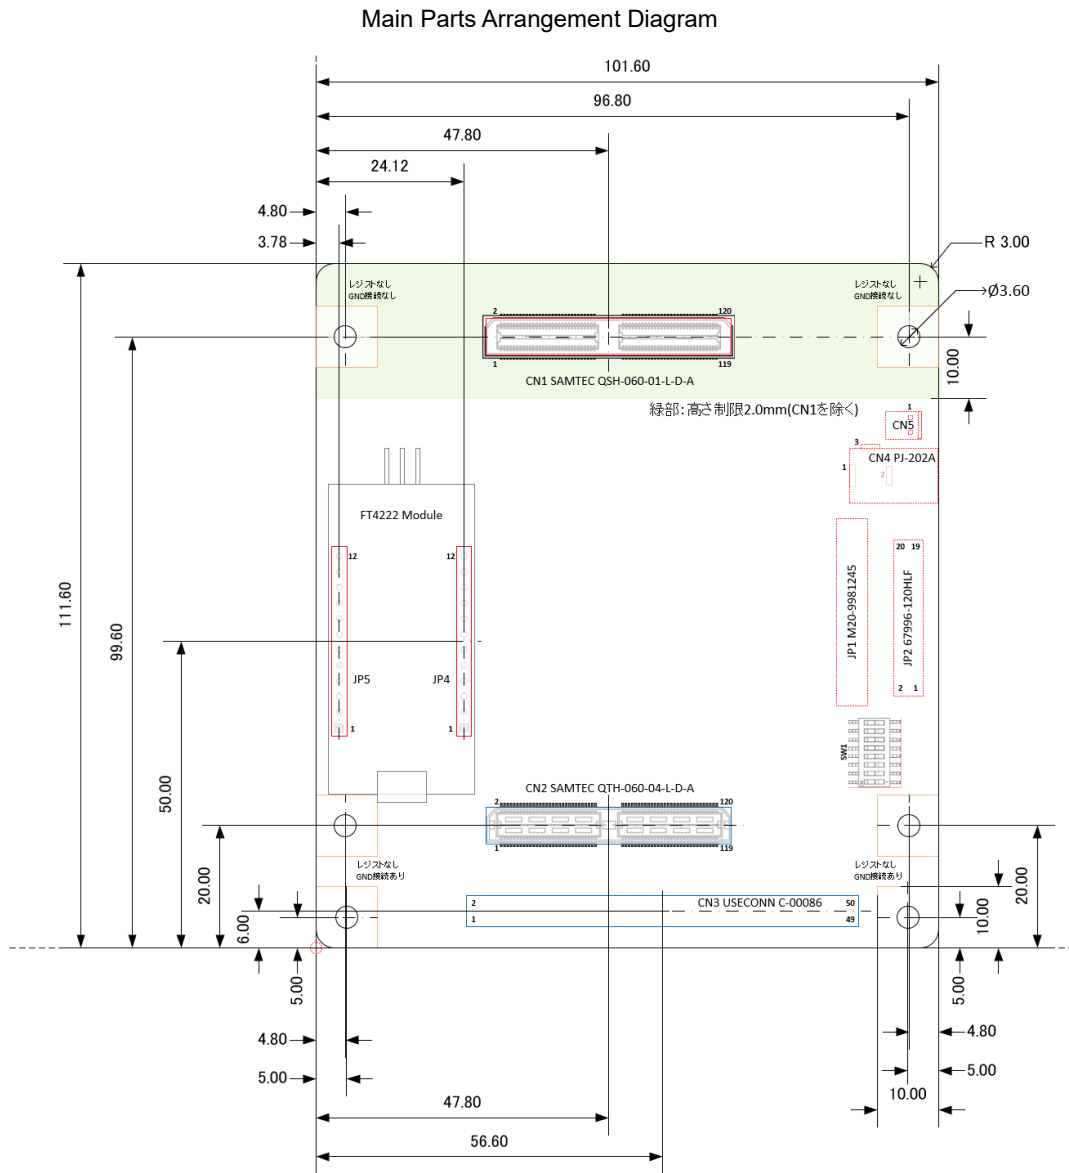 Main Parts Arrangement Diagram
101.60
96.80
47.80
24.12
4.80
3.78
R 3.00
レジストなし
GND接続なし
レジストなし
GND接続なし
Ø3.60
2
120
1
119
10.00
CN1 SAMTEC QSH-060-01-L-D-A
緑部：高さ制限2.0mm(CN1を除く)
1
CN5
3
CN4 PJ-202A
1
2
FT4222 Module
12
12
20 19
JP1 M20-9981245
JP2 67996-120HLF
111.60
99.60
JP5
JP4
2 1
1
1
SW1
50.00
CN2 SAMTEC QTH-060-04-L-D-A
2
120
1
119
レジストなし
GND接続あり
レジストなし
GND接続あり
20.00
6.00
5.00
2
CN3 USECONN C-00086
50
1
49
10.00
20.00
5.00
4.80
4.80
5.00
5.00
10.00
47.80
56.60